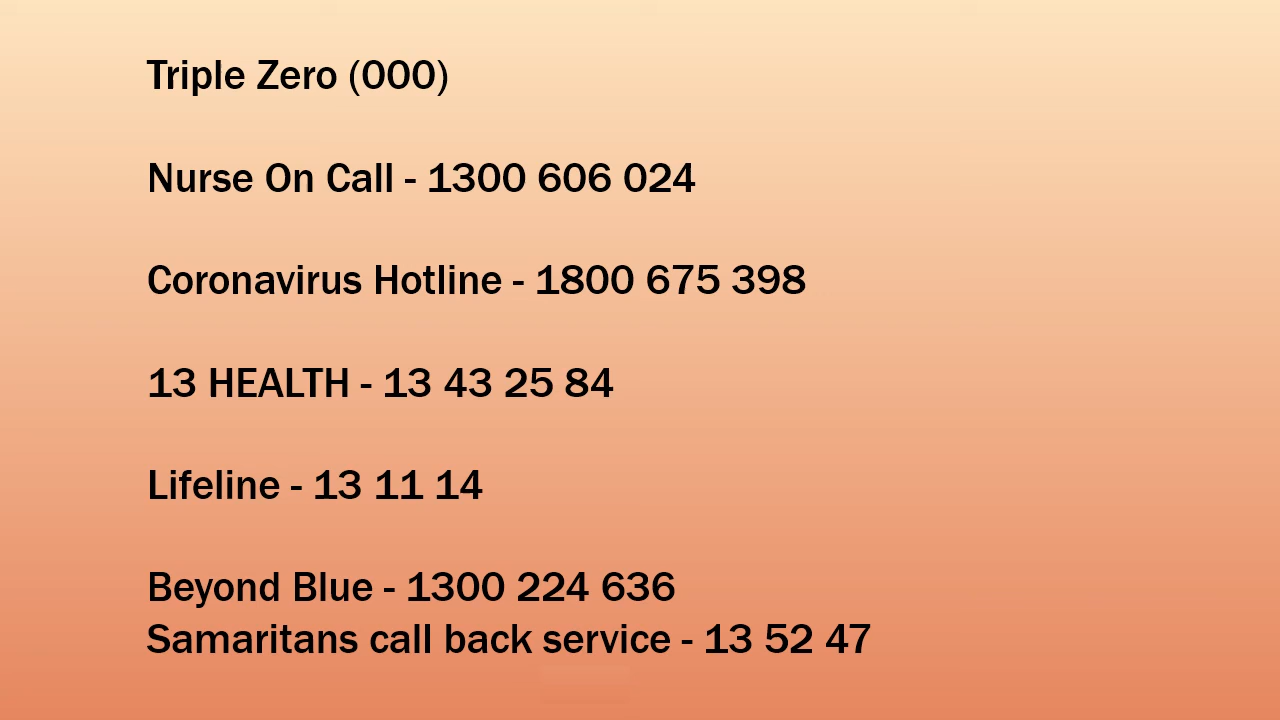 Triple Zero (000)
Nurse On Call - 1300 606 024
Coronavirus Hotline - 1800 675 398
13 HEALTH - 13 43 25 84
Lifeline - 13 11 14
Beyond Blue - 1300 224 636
Samaritans call back service - 13 52 47